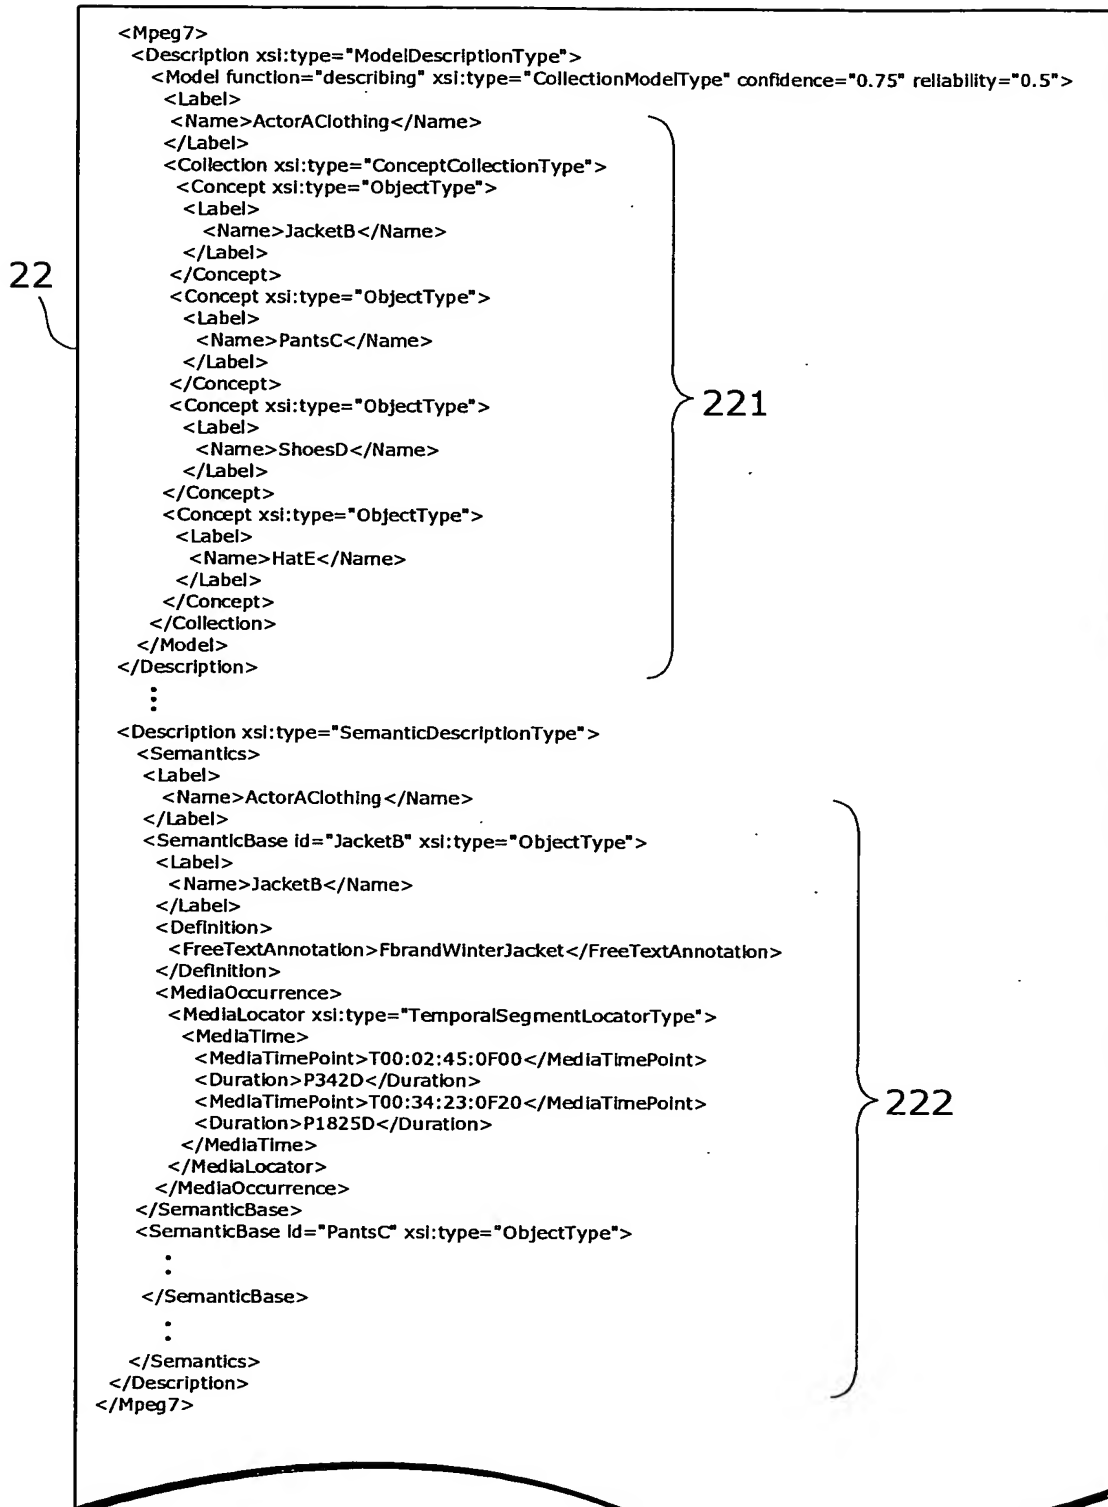 <Mpeg7>
<Description xsi:type="ModelDescriptionType">
<Model function="describing" xsi:type="CollectionModelType" confidence="0.75" reliability="0.5">
<Label>
<Name>ActorAClothing</Name>
</Label>
<Collection xsi:type="ConceptCollectionType">
<Concept xsi:type="ObjectType">
<Label>
<Name>JacketB</Name>
</Label>
</Concept>
<Concept xsi:type="ObjectType">
<Label>
<Name>PantsC</Name>
</Label>
</Concept>
<Concept xsi:type="ObjectType">
<Label>
<Name>ShoesD</Name>
</Label>
</Concept>
<Concept xsi:type="ObjectType">
<Label>
<Name>HatE</Name>
</Label>
</Concept>
</Collection>
</Model>
</Description>
22
221
<Description xsi:type="SemanticDescriptionType">
<Semantics>
<Label>
<Name>ActorAClothing</Name>
</Label>
<SemanticBase id="JacketB" xsi:type="ObjectType">
<Label>
<Name>JacketB</Name>
</Label>
<Definition>
<FreeTextAnnotation>FbrandWinterJacket</FreeTextAnnotation>
</Definition>
<MediaOccurrence>
<MediaLocator xsi:type="TemporalSegmentLocatorType">
<MediaTime>
<MediaTimePoint>T00:02:45:0F00</MediaTimePoint>
<Duration>P342D</Duration>
<MediaTimePoint>T00:34:23:0F20</MediaTimePoint>
<Duration>P1825D</Duration>
</MediaTime>
</MediaLocator>
</MediaOccurrence>
</SemanticBase>
<SemanticBase id="PantsC" xsi:type="ObjectType">
</SemanticBase>
</Semantics>
</Description>
</Mpeg7>
222